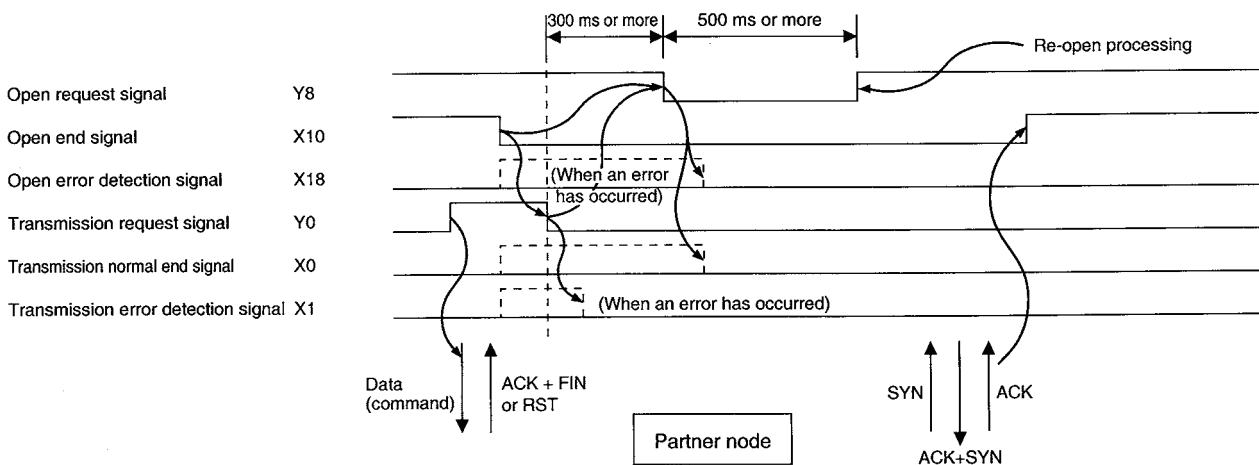 300 ms or more
500 ms or more
Re-open processing
Open request signal Y8
Open end signal X10
Open error detection signal X18
(When an error
has occurred)
Transmission request signal Y0
Transmission normal end signal X0
Transmission error detection signal X1
(When an error has occurred)
Data
(command)
ACK + FIN
or RST
SYN
ACK
Partner node
ACK+SYN